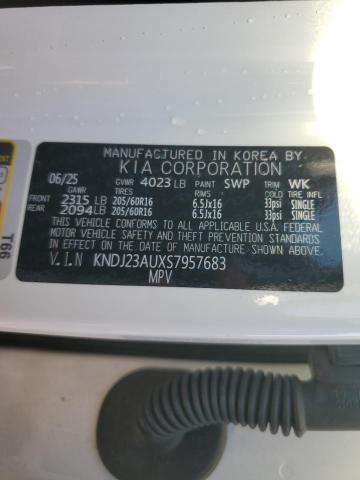 MANUFACTURED IN KOREA BY
KIA CORPORATION
06/25 GVWR 4023 LB PAINT SWP TRIM WK
GAWR TIRES RIMS COLD TIRE INFL
FRONT 2315 LB 205/60R16 6.5Jx16 33psi SINGLE
REAR 2094 LB 205/60R16 6.5Jx16 33psi SINGLE
THIS VEHICLE CONFORMS TO ALL APPLICABLE U.S.A. FEDERAL
MOTOR VEHICLE SAFETY AND THEFT PREVENTION STANDARDS
IN EFFECT ON THE DATE OF MANUFACTURE SHOWN ABOVE.
V.I.N KNDJ23AUXS7957683
MPV
T66